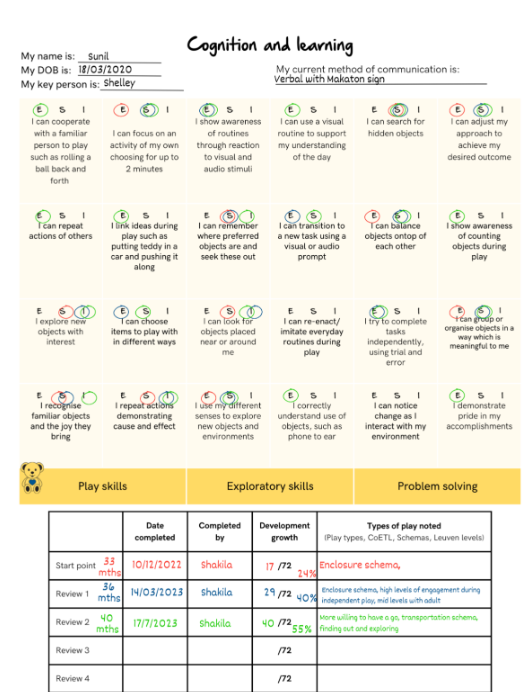 Cognition and learning
My name is: Sunil
My DOB is: 18/03/2020
My key person is: Shelley
My current method of communication is:
Verbal with Makaton sign
E S I E S I E S I E S I E S I E S I
I can cooperate with a familiar person to play such as rolling a ball back and forth
I can focus on an activity of my own choosing for up to 2 minutes
I show awareness of routines through reaction to visual and audio stimuli
I can use a visual routine to support my understanding of the day
I can search for hidden objects
I can adjust my approach to achieve my desired outcome
E S I E S I E S I E S I E S I E S I
I can repeat actions of others
I link ideas during play such as putting teddy in a car and pushing it along
I can remember where preferred objects are and seek these out
I can transition to a new task using a visual or audio prompt
I can balance objects ontop of each other
I show awareness of counting objects during play
E S I E S I E S I E S I E S I E S I
I explore new objects with interest
I can choose items to play with in different ways
I can look for objects placed near or around me
I can re-enact/ imitate everyday routines during play
I try to complete tasks independently, using trial and error
I can group or organise objects in a way which is meaningful to me
E S I E S I E S I E S I E S I E S I
I recognise familiar objects and the joy they bring
I repeat actions demonstrating cause and effect
I use my different senses to explore new objects and environments
I correctly understand use of objects, such as phone to ear
I can notice change as I interact with my environment
I demonstrate pride in my accomplishments
Play skills
Exploratory skills
Problem solving
Date completed
Completed by
Development growth
Types of play noted
(Play types, CoETL, Schemas, Leuven levels)
Start point 33 mths 10/12/2022 Shakila 17 /72 24% Enclosure schema,
Review 1 36 mths 14/03/2023 Shakila 29 /72 40% Enclosure schema, high levels of engagement during independent play, mid levels with adult
Review 2 40 mths 17/7/2023 Shakila 40 /72 55% More willing to have a go, transportation schema, finding out and exploring
Review 3 /72
Review 4 /72